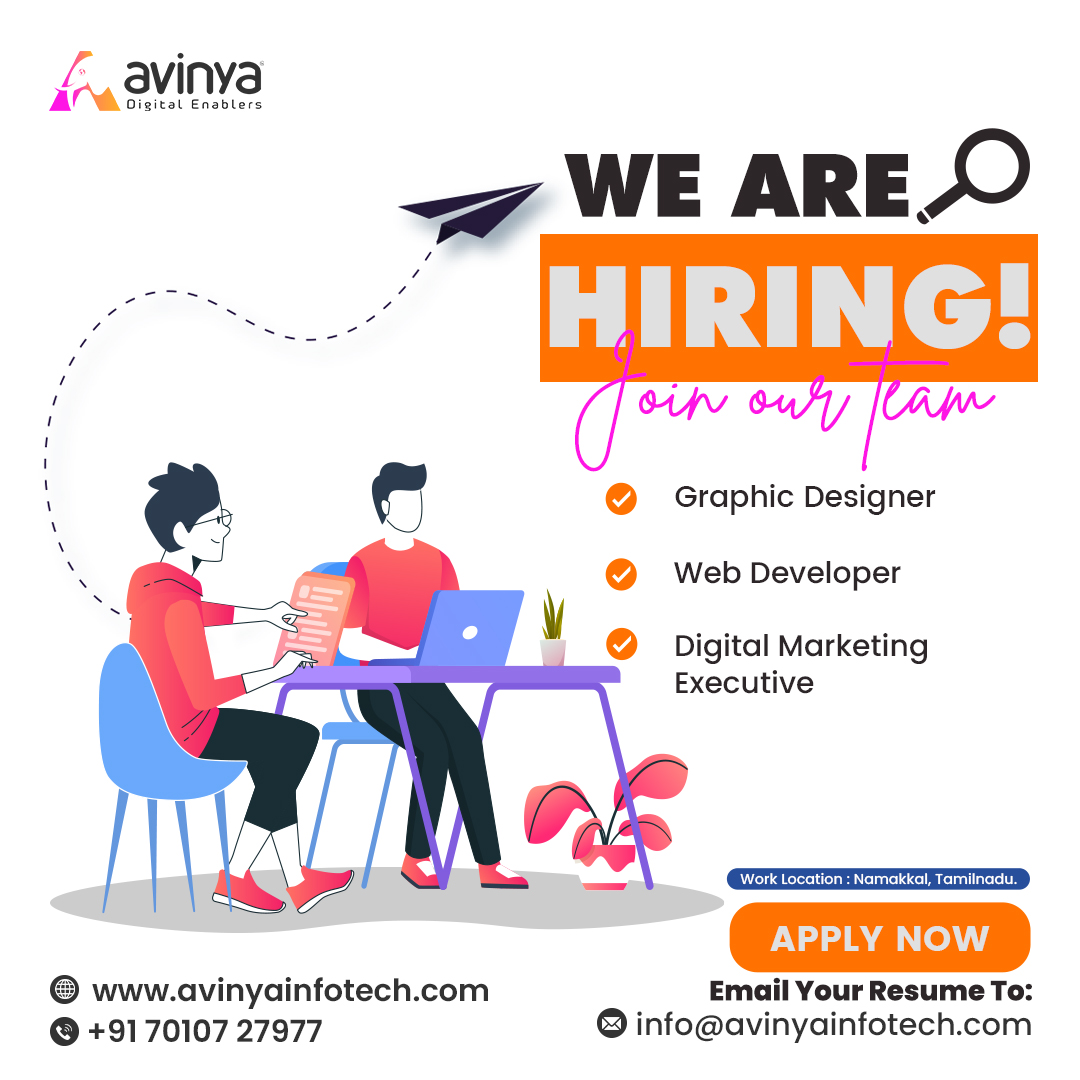 avinya
Digital Enablers
WE ARE
HIRING!
Join our team
Graphic Designer
Web Developer
Digital Marketing
Executive
Work Location : Namakkal, Tamilnadu.
APPLY NOW
Email Your Resume To:
info@avinyainfotech.com
www.avinyainfotech.com
+91 70107 27977